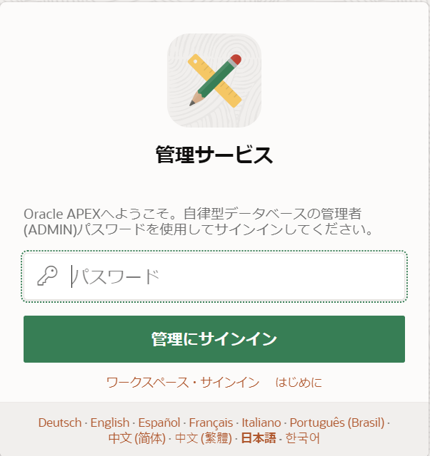 管理サービス
Oracle APEXへようこそ。自律型データベースの管理者
(ADMIN)パスワードを使用してサインインしてください。
パスワード
管理にサインイン
ワークスペース・サインイン はじめに
Deutsch · English · Español · Français · Italiano · Português (Brasil) ·
中文 (简体) · 中文 (繁體) · 日本語 · 한국어